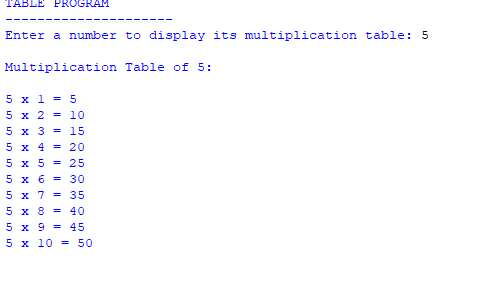 TABLE PROGRAM
---------------------
Enter a number to display its multiplication table: 5
Multiplication Table of 5:
5 x 1 = 5
5 x 2 = 10
5 x 3 = 15
5 x 4 = 20
5 x 5 = 25
5 x 6 = 30
5 x 7 = 35
5 x 8 = 40
5 x 9 = 45
5 x 10 = 50